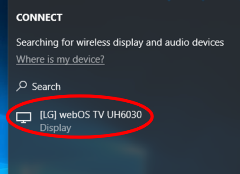 CONNECT
Searching for wireless display and audio devices
Where is my device?
Search
[LG] webOS TV UH6030
Display